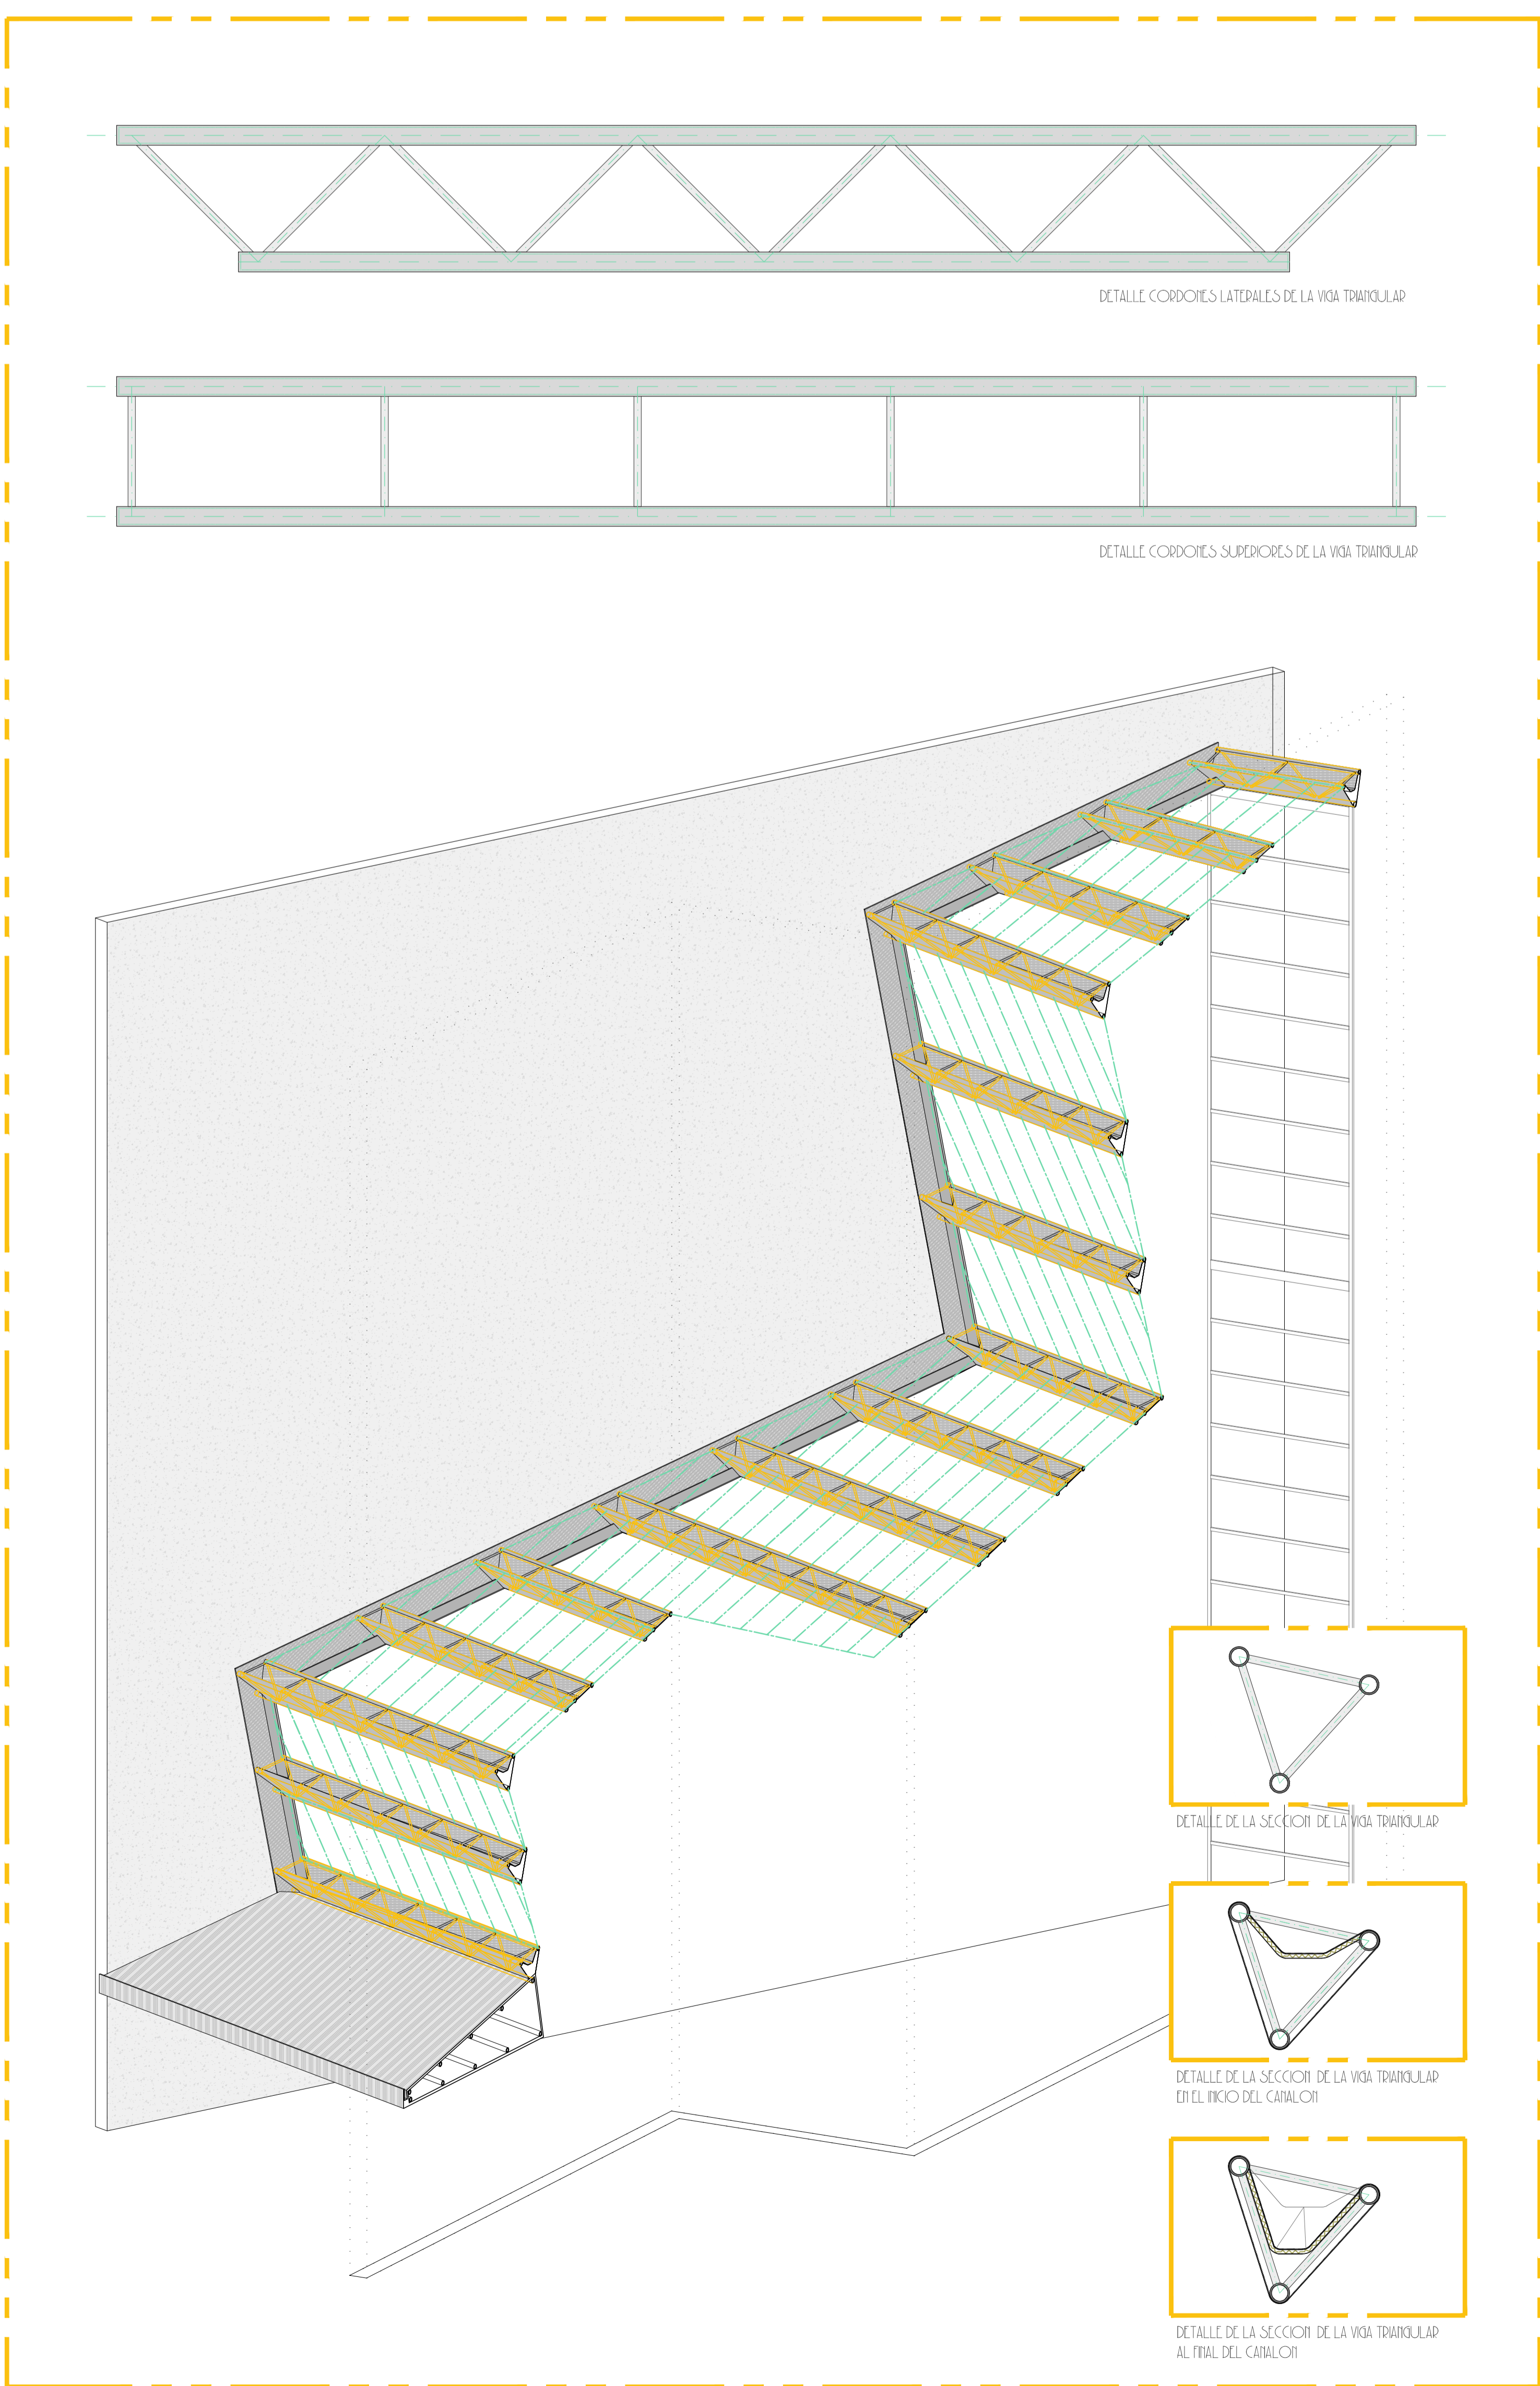 DETALLE CORDONES LATERALES DE LA VIGA TRIANGULAR
DETALLE CORDONES SUPERIORES DE LA VIGA TRIANGULAR
DETALLE DE LA SECCION DE LA VIGA TRIANGULAR
DETALLE DE LA SECCION DE LA VIGA TRIANGULAR
EN EL INICIO DEL CANALON
DETALLE DE LA SECCION DE LA VIGA TRIANGULAR
AL FINAL DEL CANALON